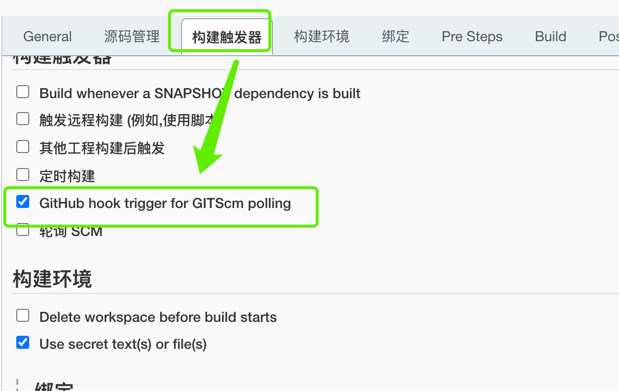 General 源码管理 构建触发器 构建环境 绑定 Pre Steps Build Pos
构建触发器
Build whenever a SNAPSHOT dependency is built
触发远程构建 (例如,使用脚本
其他工程构建后触发
定时构建
GitHub hook trigger for GITScm polling
轮询 SCM
构建环境
Delete workspace before build starts
Use secret text(s) or file(s)
绑定